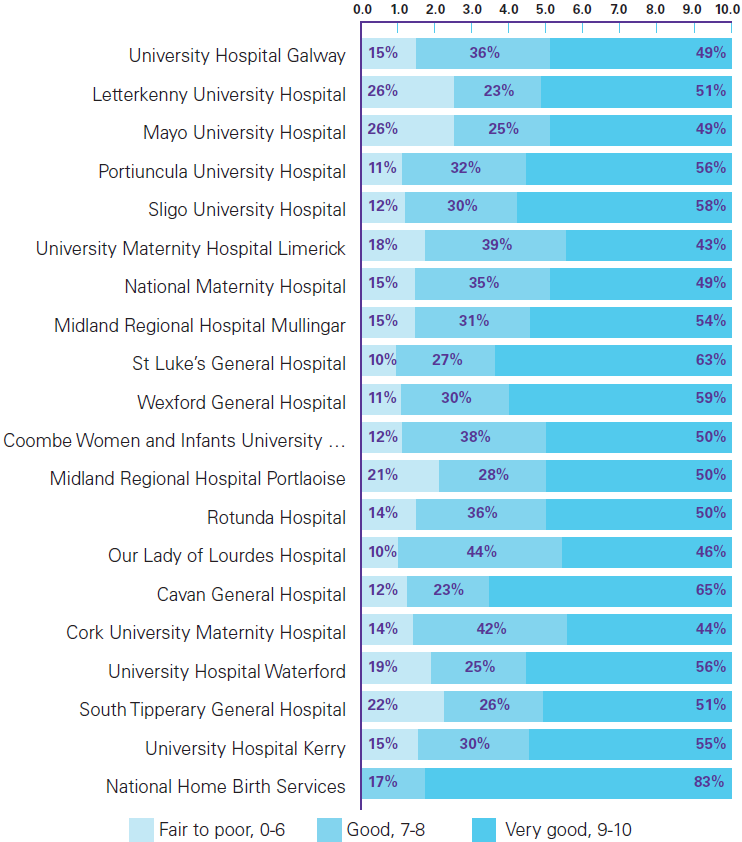 0.0 1.0 2.0 3.0 4.0 5.0 6.0 7.0 8.0 9.0 10.0
University Hospital Galway 15% 36% 49%
Letterkenny University Hospital 26% 23% 51%
Mayo University Hospital 26% 25% 49%
Portiuncula University Hospital 11% 32% 56%
Sligo University Hospital 12% 30% 58%
University Maternity Hospital Limerick 18% 39% 43%
National Maternity Hospital 15% 35% 49%
Midland Regional Hospital Mullingar 15% 31% 54%
St Luke’s General Hospital 10% 27% 63%
Wexford General Hospital 11% 30% 59%
Coombe Women and Infants University … 12% 38% 50%
Midland Regional Hospital Portlaoise 21% 28% 50%
Rotunda Hospital 14% 36% 50%
Our Lady of Lourdes Hospital 10% 44% 46%
Cavan General Hospital 12% 23% 65%
Cork University Maternity Hospital 14% 42% 44%
University Hospital Waterford 19% 25% 56%
South Tipperary General Hospital 22% 26% 51%
University Hospital Kerry 15% 30% 55%
National Home Birth Services 17% 83%
Fair to poor, 0-6 Good, 7-8 Very good, 9-10